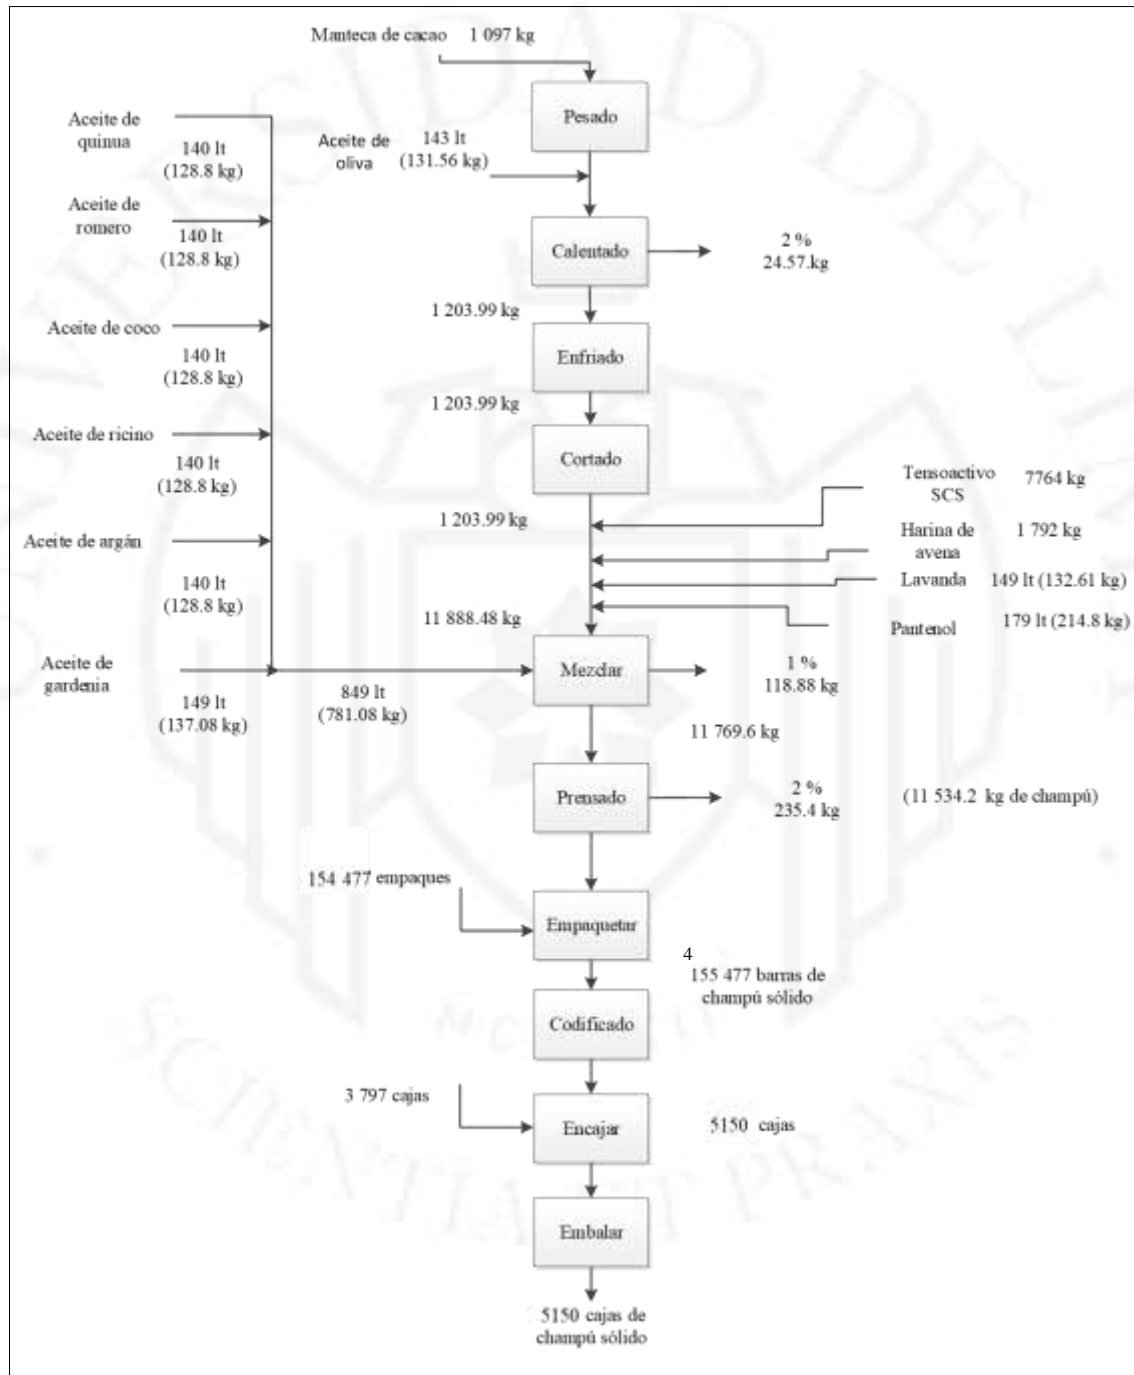 Manteca de cacao 1 097 kg
Pesado
Aceite de
quinua
140 lt
(128.8 kg)
Aceite de
oliva
143 lt
(131.56 kg)
Aceite de
romero
140 lt
(128.8 kg)
Calentado
2 %
24.57.kg
1 203.99 kg
Aceite de coco
140 lt
(128.8 kg)
Enfriado
1 203.99 kg
Aceite de ricino
140 lt
(128.8 kg)
Cortado
Tensoactivo
SCS
7764 kg
1 203.99 kg
Harina de
avena
1 792 kg
Aceite de argán
140 lt
(128.8 kg)
Lavanda 149 lt (132.61 kg)
Pantenol 179 lt (214.8 kg)
11 888.48 kg
Aceite de
gardenia
149 lt
(137.08 kg)
849 lt
(781.08 kg)
Mezclar
1 %
118.88 kg
11 769.6 kg
Prensado
2 %
235.4 kg
(11 534.2 kg de champú)
154 477 empaques
Empaquetar
4
155 477 barras de
champú sólido
Codificado
3 797 cajas
Encajar
5150 cajas
Embalar
5150 cajas de
champú sólido
SCIENTIA ET PRAXIS